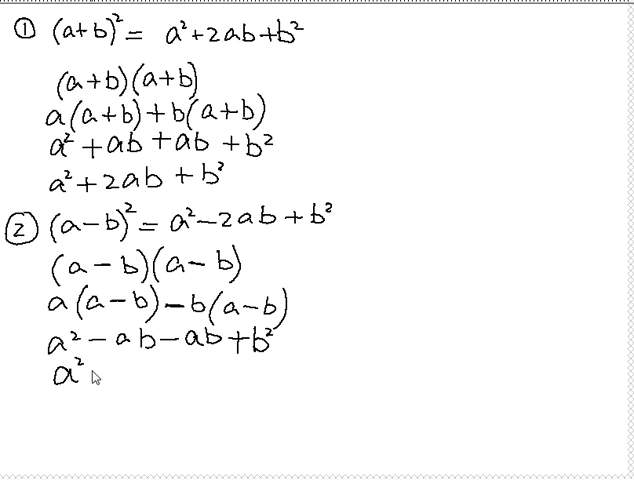 ① (a+b)² = a²+2ab+b²
(a+b)(a+b)
a(a+b)+b(a+b)
a²+ab+ab+b²
a²+2ab+b²
② (a-b)² = a²-2ab+b²
(a-b)(a-b)
a(a-b)-b(a-b)
a²-ab-ab+b²
a²